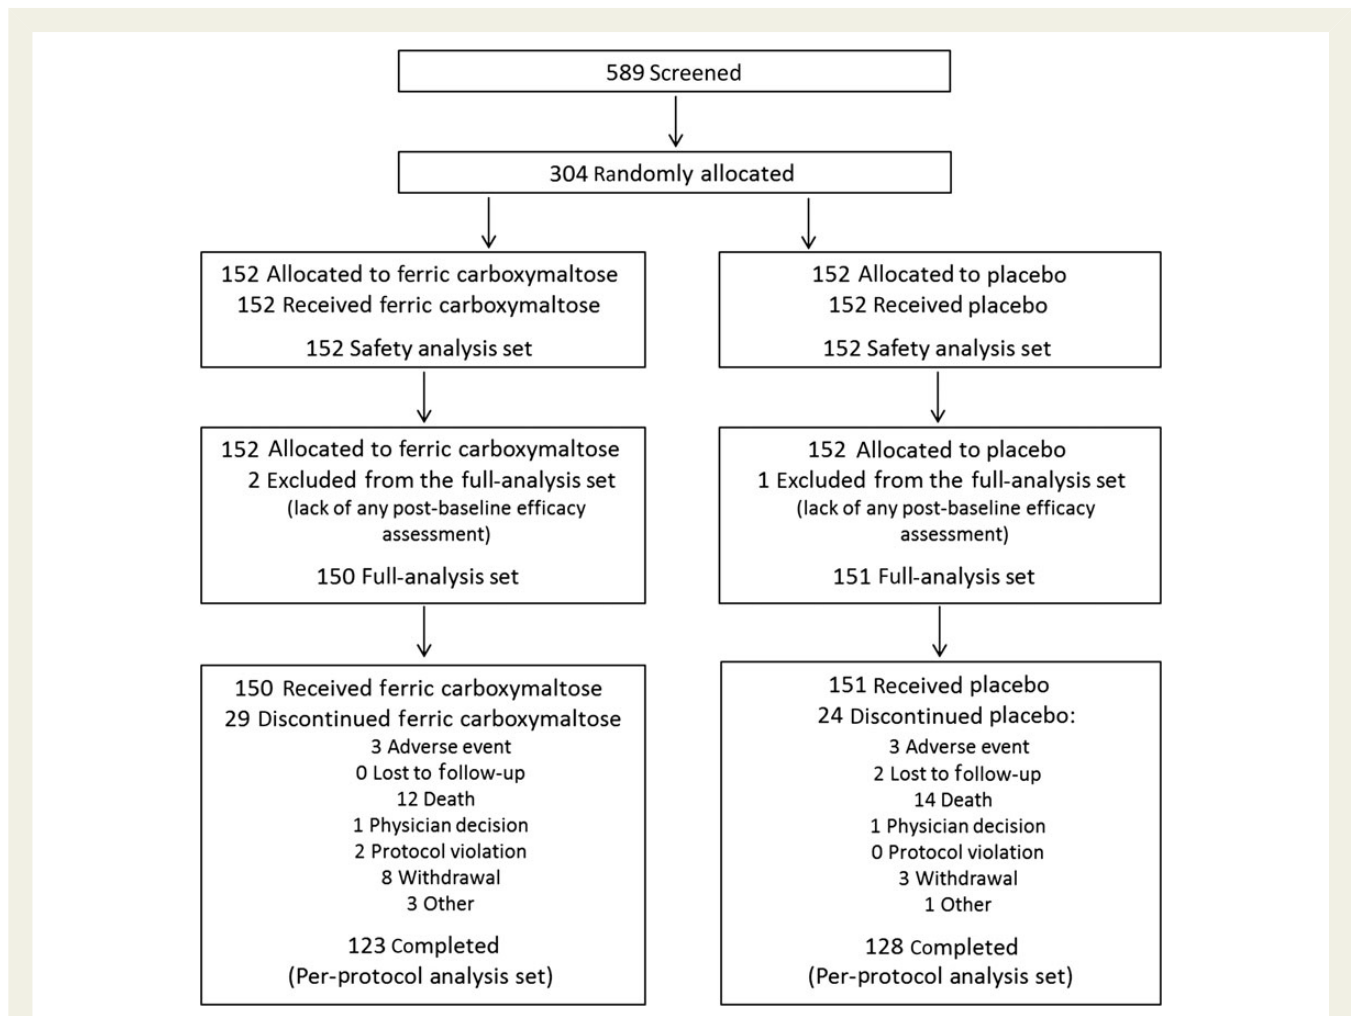 589 Screened
304 Randomly allocated
152 Allocated to ferric carboxymaltose
152 Received ferric carboxymaltose
152 Safety analysis set
152 Allocated to placebo
152 Received placebo
152 Safety analysis set
152 Allocated to ferric carboxymaltose
2 Excluded from the full-analysis set
(lack of any post-baseline efficacy
assessment)
150 Full-analysis set
152 Allocated to placebo
1 Excluded from the full-analysis set
(lack of any post-baseline efficacy
assessment)
151 Full-analysis set
150 Received ferric carboxymaltose
29 Discontinued ferric carboxymaltose
3 Adverse event
0 Lost to follow-up
12 Death
1 Physician decision
2 Protocol violation
8 Withdrawal
3 Other
123 Completed
(Per-protocol analysis set)
151 Received placebo
24 Discontinued placebo:
3 Adverse event
2 Lost to follow-up
14 Death
1 Physician decision
0 Protocol violation
3 Withdrawal
1 Other
128 Completed
(Per-protocol analysis set)